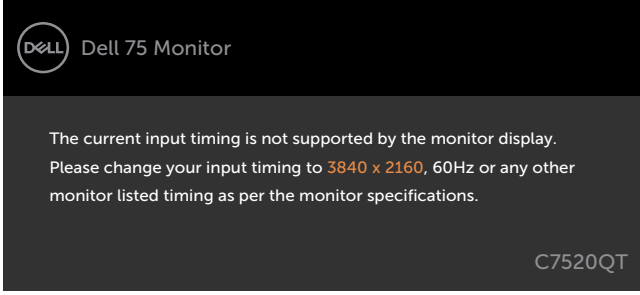 DELL
Dell 75 Monitor
The current input timing is not supported by the monitor display.
Please change your input timing to 3840 x 2160, 60Hz or any other
monitor listed timing as per the monitor specifications.
C7520QT